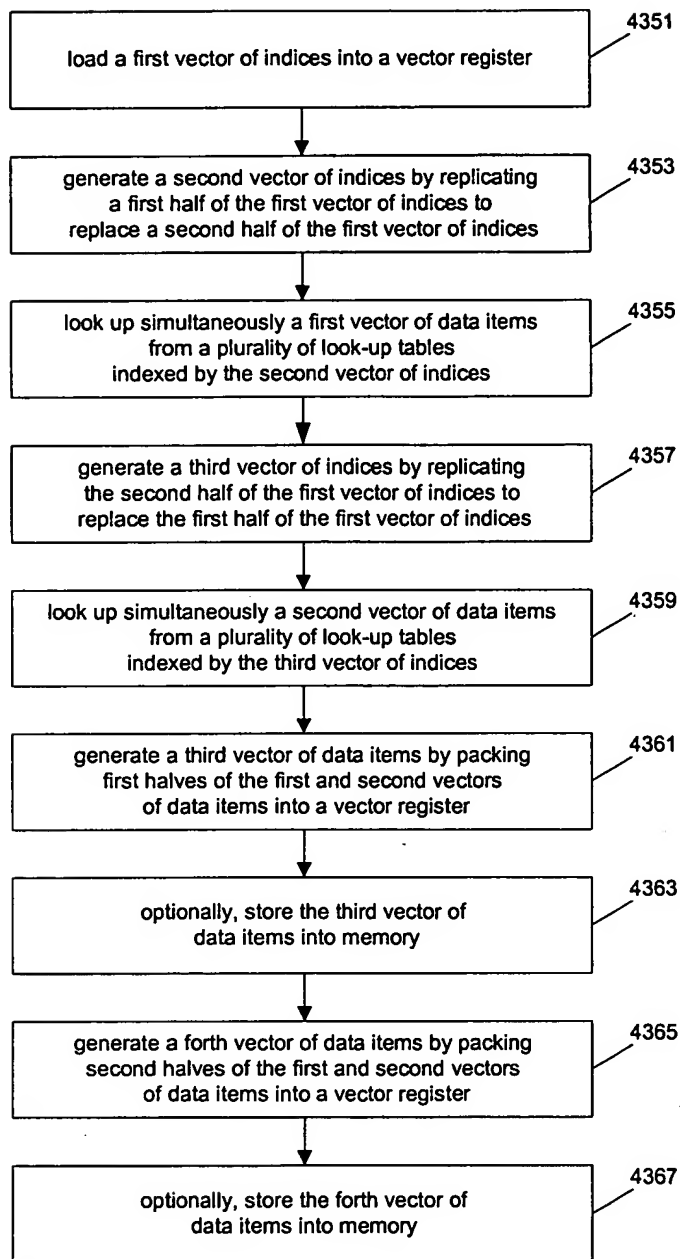 4351
load a first vector of indices into a vector register
4353
generate a second vector of indices by replicating
a first half of the first vector of indices to
replace a second half of the first vector of indices
4355
look up simultaneously a first vector of data items
from a plurality of look-up tables
indexed by the second vector of indices
4357
generate a third vector of indices by replicating
the second half of the first vector of indices to
replace the first half of the first vector of indices
4359
look up simultaneously a second vector of data items
from a plurality of look-up tables
indexed by the third vector of indices
4361
generate a third vector of data items by packing
first halves of the first and second vectors
of data items into a vector register
4363
optionally, store the third vector of
data items into memory
4365
generate a forth vector of data items by packing
second halves of the first and second vectors
of data items into a vector register
4367
optionally, store the forth vector of
data items into memory